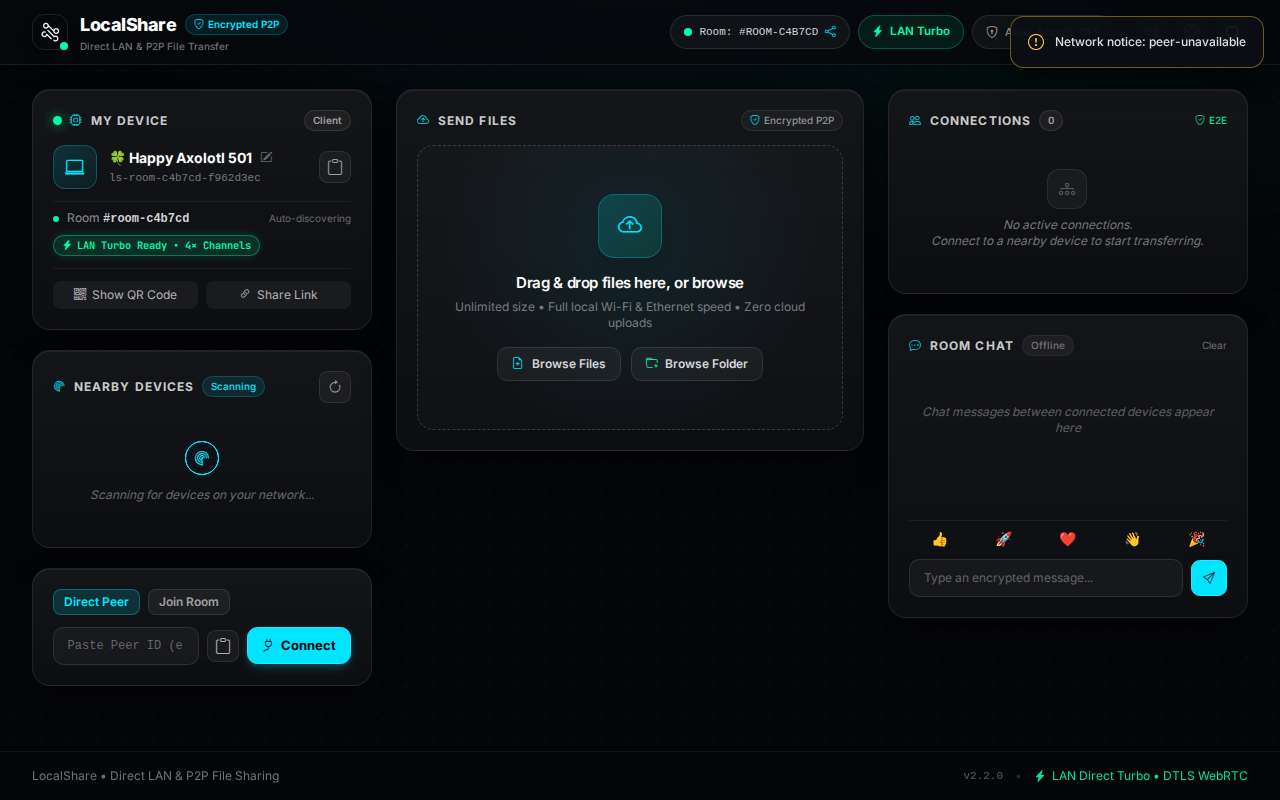 LocalShare
Encrypted P2P
Direct LAN & P2P File Transfer
Room: #ROOM-C4B7CD
LAN Turbo
Network notice: peer-unavailable
MY DEVICE
Client
Happy Axolotl 501
ls-room-c4b7cd-f962d3ec
Room #room-c4b7cd
Auto-discovering
LAN Turbo Ready • 4× Channels
Show QR Code
Share Link
NEARBY DEVICES
Scanning
Scanning for devices on your network...
Direct Peer
Join Room
Paste Peer ID (e
Connect
SEND FILES
Encrypted P2P
Drag & drop files here, or browse
Unlimited size • Full local Wi-Fi & Ethernet speed • Zero cloud
uploads
Browse Files
Browse Folder
CONNECTIONS
0
E2E
No active connections.
Connect to a nearby device to start transferring.
ROOM CHAT
Offline
Clear
Chat messages between connected devices appear
here
Type an encrypted message...
LocalShare • Direct LAN & P2P File Sharing
v2.2.0
•
LAN Direct Turbo • DTLS WebRTC